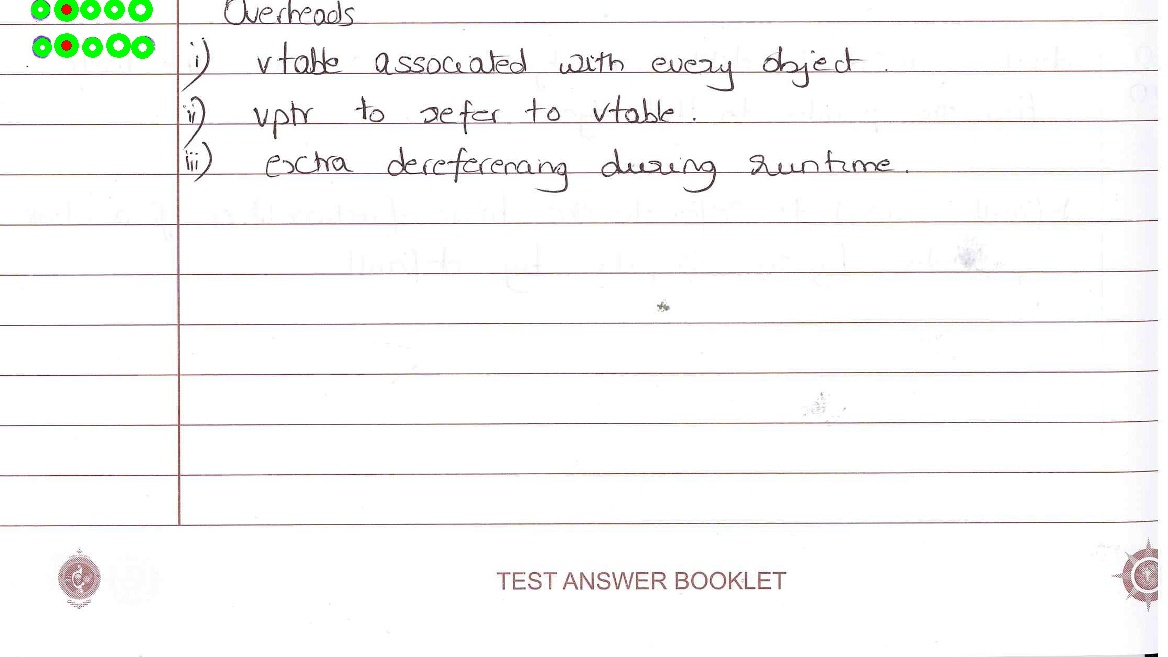 Overheads
i) vtable associated with every object.
ii) vptr to refer to vtable.
iii) extra dereferencing during runtime.
TEST ANSWER BOOKLET